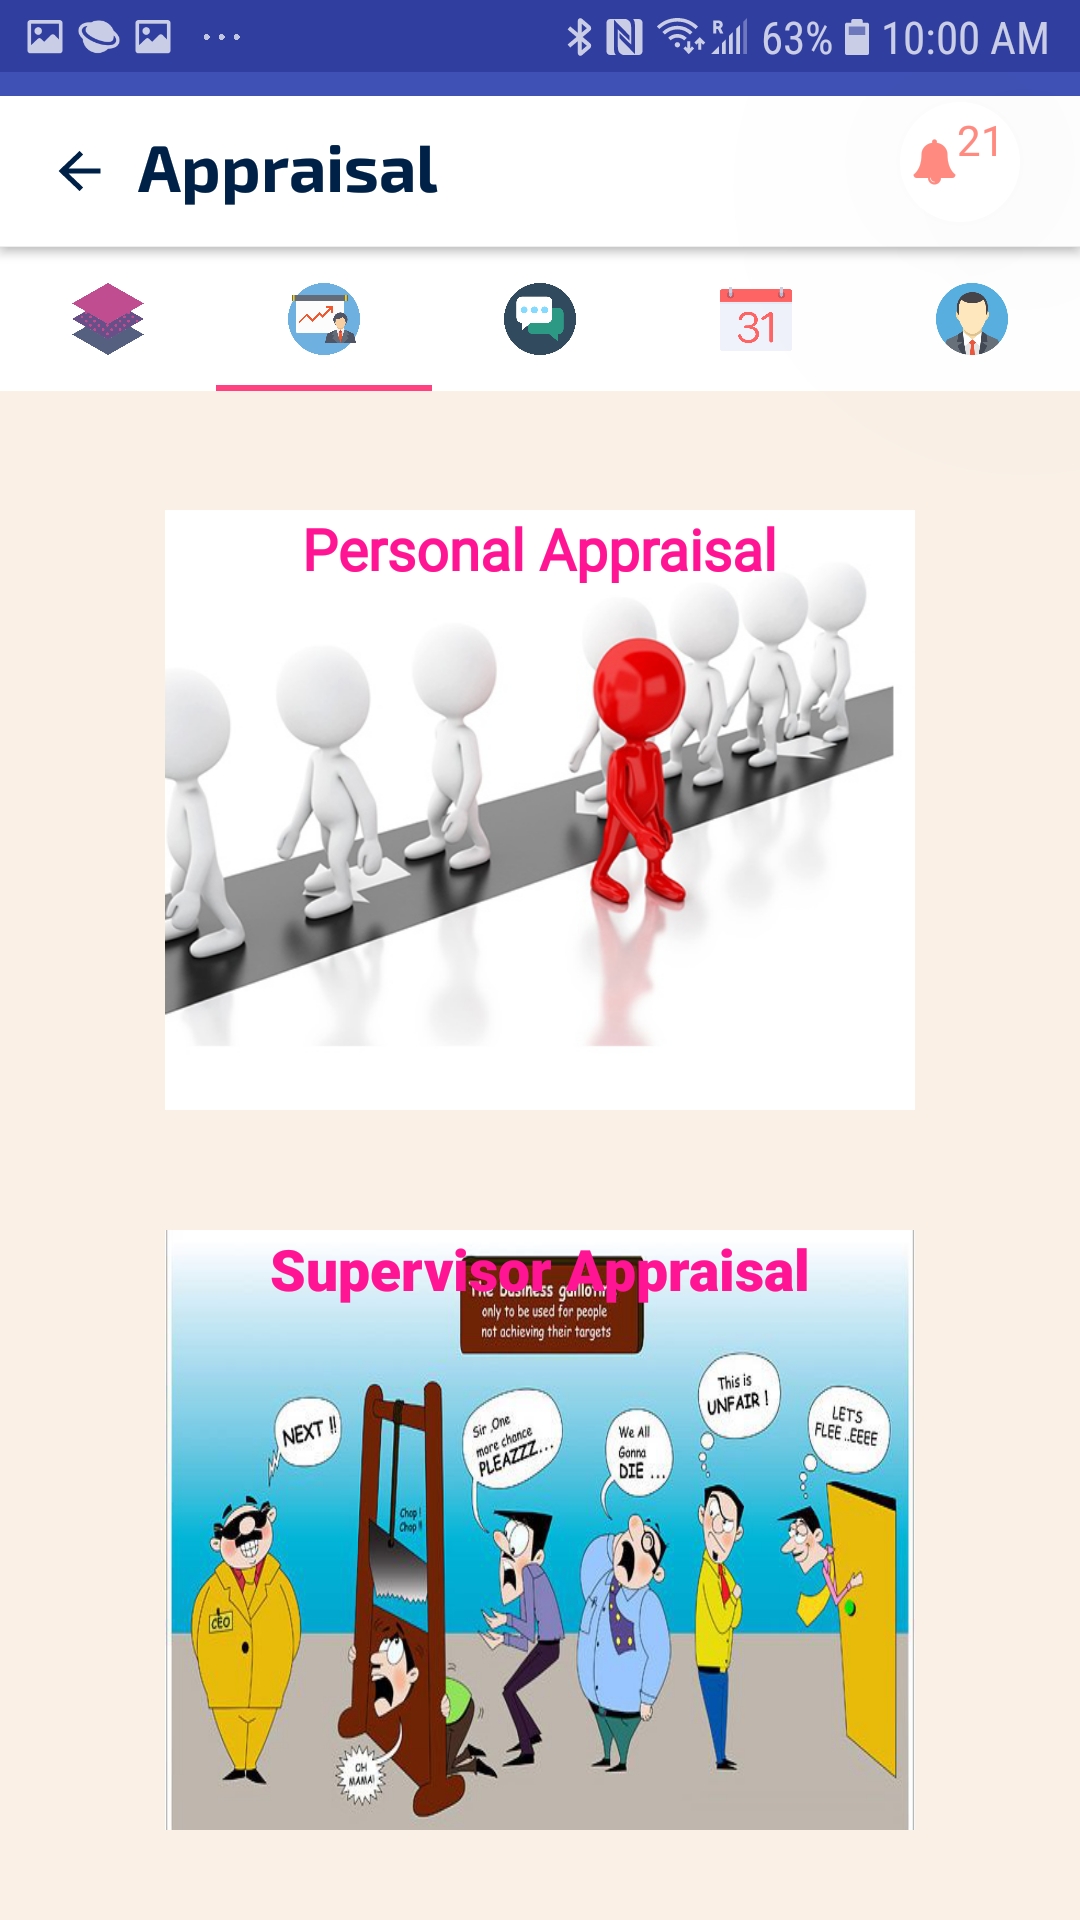 63% 10:00 AM
Appraisal
21
31
Personal Appraisal
Supervisor Appraisal
The business
only to be used for people
not achieving their targets
NEXT !!
Sir ,One
more chance
PLEAZZZ...
We All
Gonna
DIE ...
This is
UNFAIR !
LET'S
FLEE ..EEEE
Chop !
Chop !!
CEO
OH
MAMA!